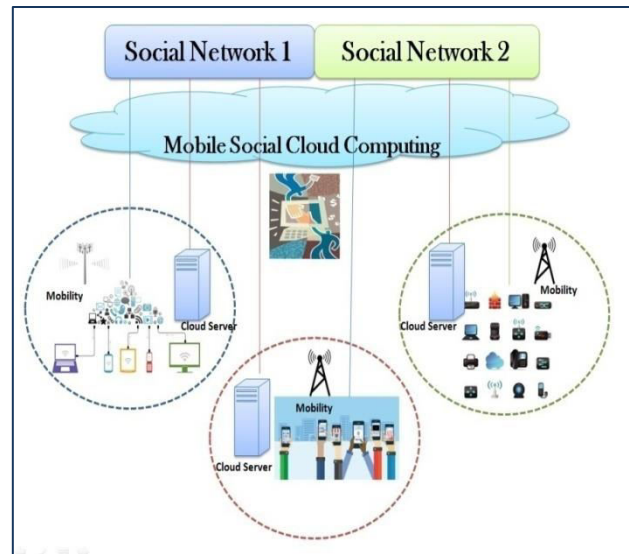 Social Network 1
Social Network 2
Mobile Social Cloud Computing
Mobility
Cloud Server
Mobility
Cloud Server
Mobility
Cloud Server